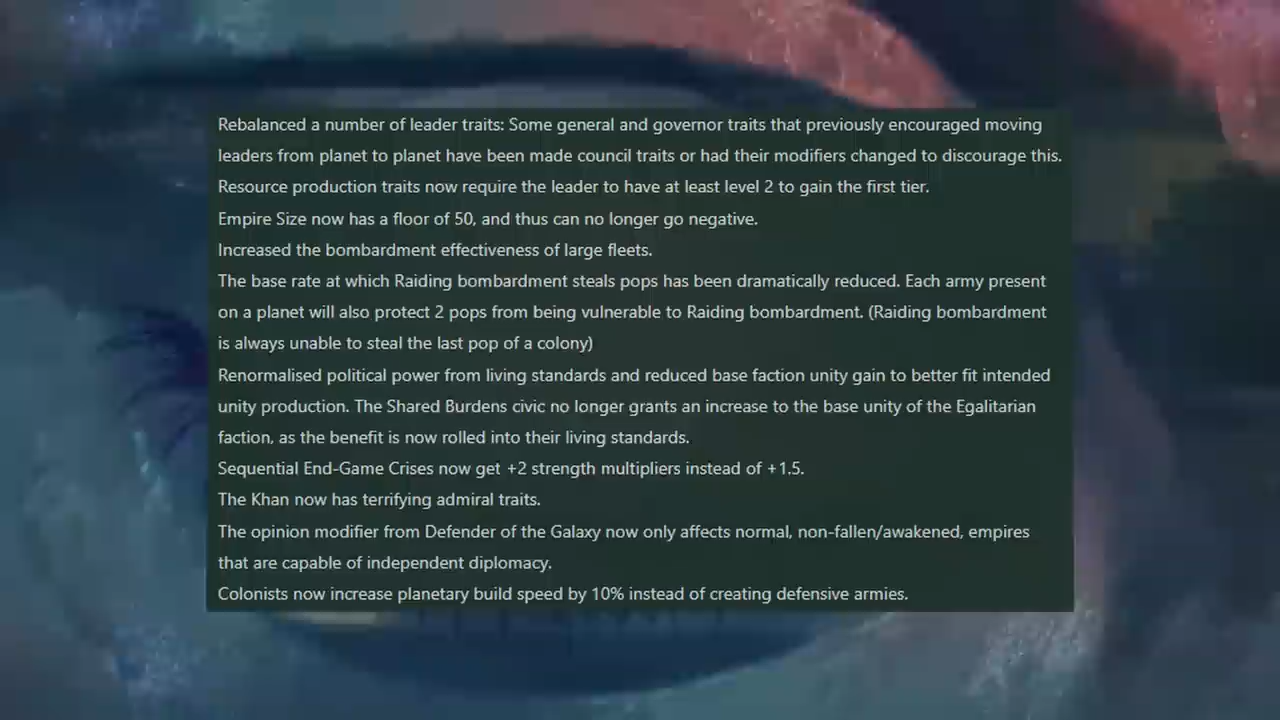 Rebalanced a number of leader traits: Some general and governor traits that previously encouraged moving
leaders from planet to planet have been made council traits or had their modifiers changed to discourage this.
Resource production traits now require the leader to have at least level 2 to gain the first tier.
Empire Size now has a floor of 50, and thus can no longer go negative.
Increased the bombardment effectiveness of large fleets.
The base rate at which Raiding bombardment steals pops has been dramatically reduced. Each army present
on a planet will also protect 2 pops from being vulnerable to Raiding bombardment. (Raiding bombardment
is always unable to steal the last pop of a colony)
Renormalised political power from living standards and reduced base faction unity gain to better fit intended
unity production. The Shared Burdens civic no longer grants an increase to the base unity of the Egalitarian
faction, as the benefit is now rolled into their living standards.
Sequential End-Game Crises now get +2 strength multipliers instead of +1.5.
The Khan now has terrifying admiral traits.
The opinion modifier from Defender of the Galaxy now only affects normal, non-fallen/awakened, empires
that are capable of independent diplomacy.
Colonists now increase planetary build speed by 10% instead of creating defensive armies.